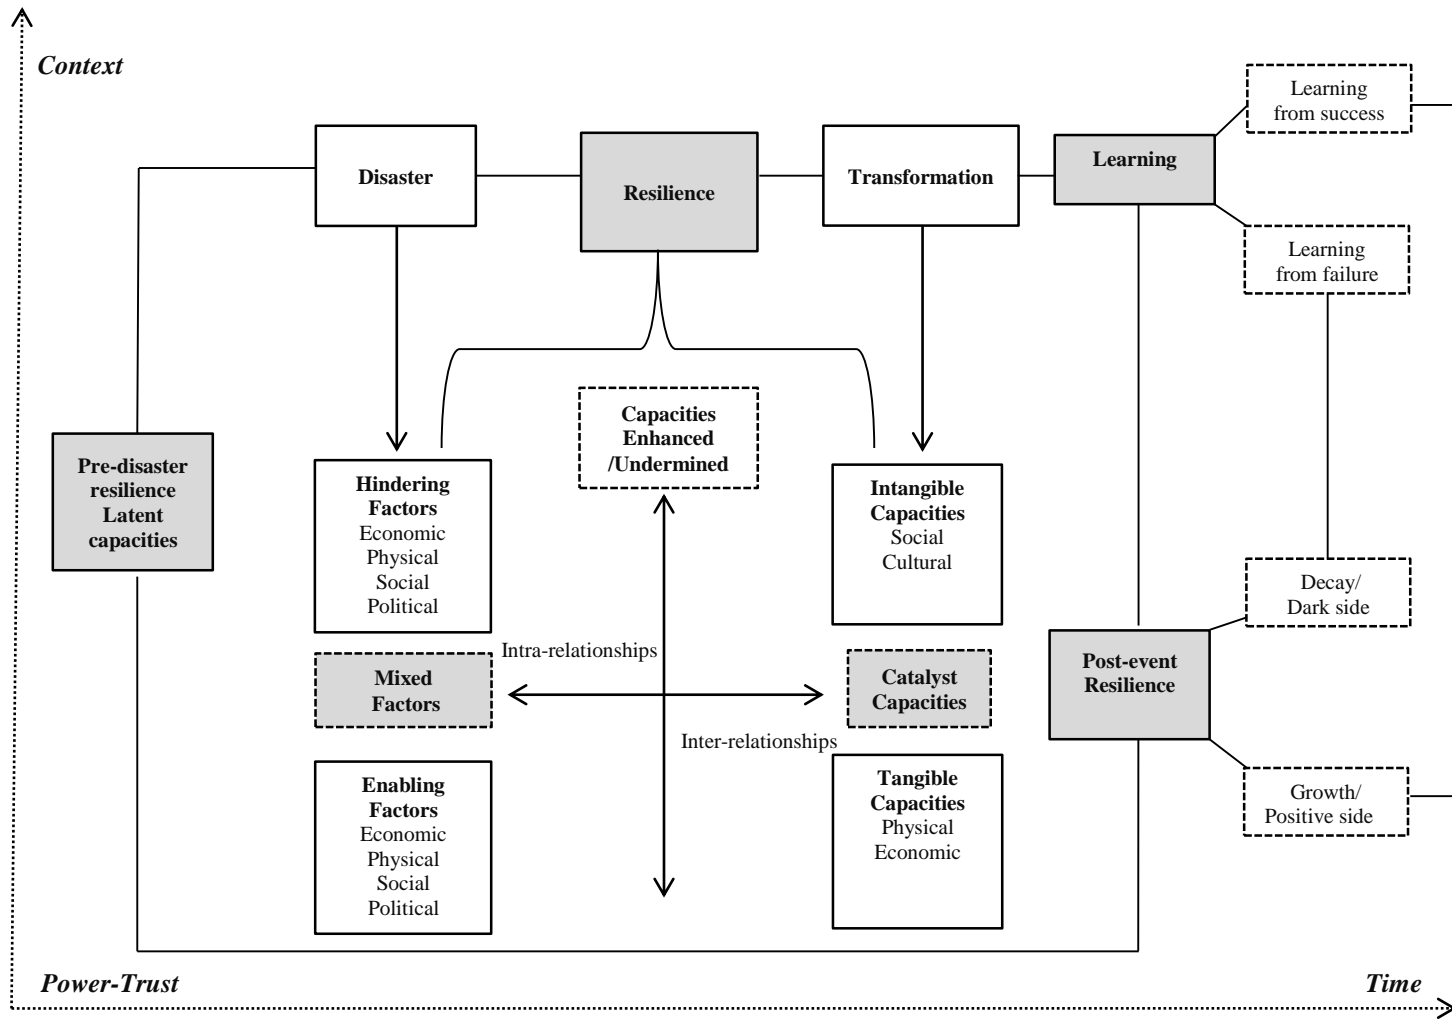 Context
Disaster
Resilience
Transformation
Learning
Learning
from success
Learning
from failure
Pre-disaster
resilience
Latent
capacities
Hindering
Factors
Economic
Physical
Social
Political
Capacities
Enhanced
/Undermined
Intangible
Capacities
Social
Cultural
Decay/
Dark side
Intra-relationships
Mixed
Factors
Catalyst
Capacities
Post-event
Resilience
Inter-relationships
Enabling
Factors
Economic
Physical
Social
Political
Tangible
Capacities
Physical
Economic
Growth/
Positive side
Power-Trust
Time